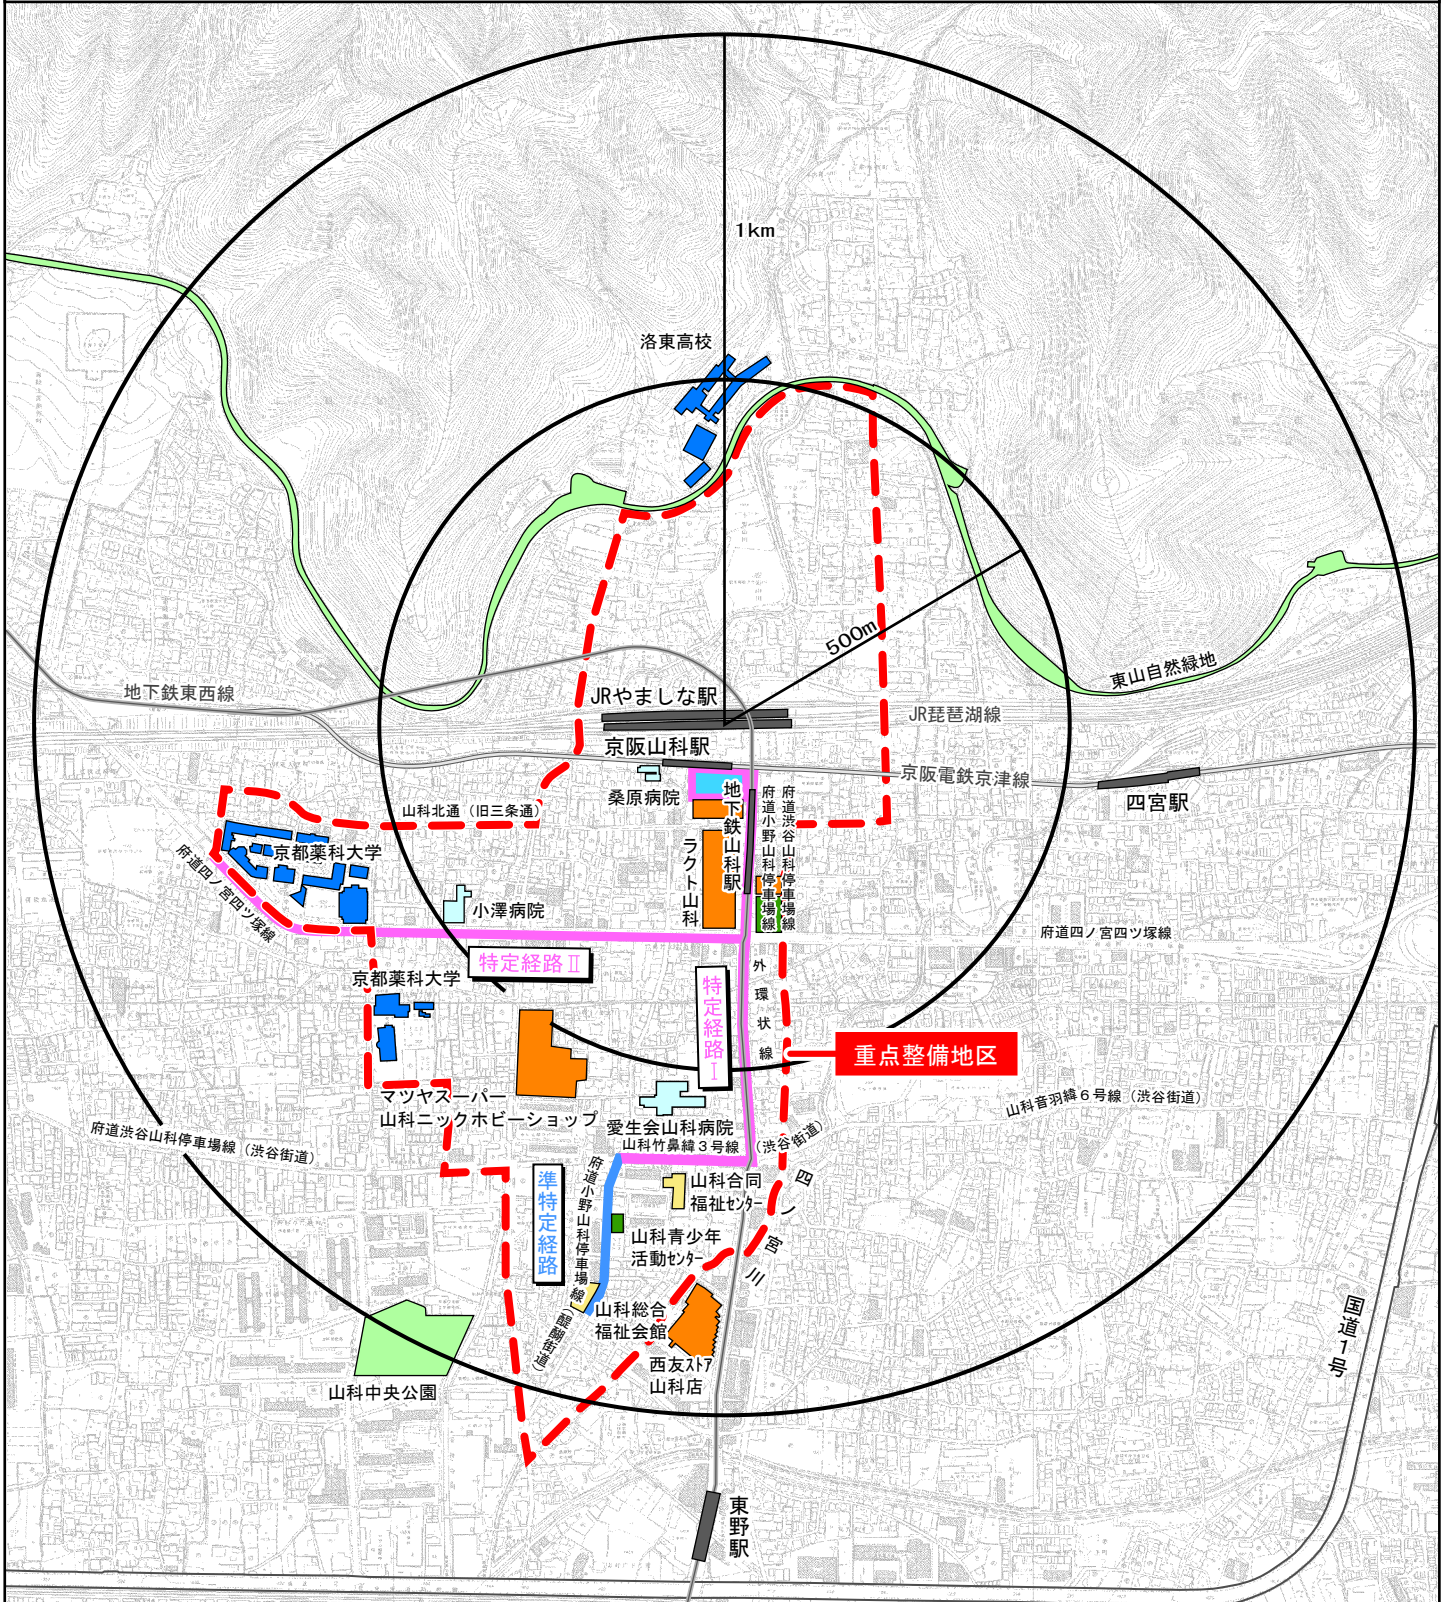 1km
洛東高校
500m
東山自然緑地
地下鉄東西線
JRやましな駅
JR琵琶湖線
京阪山科駅
京阪電鉄京津線
四宮駅
桑原病院
地下鉄山科駅
府道小野山科停車場線
府道渋谷山科停車場線
山科北通（旧三条通）
ラクト山科
京都薬科大学
府道四ノ宮四ツ塚線
小澤病院
府道四ノ宮四ツ塚線
特定経路Ⅱ
京都薬科大学
特定経路Ⅰ
外環状線
重点整備地区
マツヤスーパー
山科ニックホビーショップ
愛生会山科病院
山科音羽緯６号線（渋谷街道）
府道渋谷山科停車場線（渋谷街道）
山科竹鼻緯３号線（渋谷街道）
準特定経路
府道小野山科停車場線（醍醐街道）
山科合同
福祉センター
四ノ宮川
山科青少年
活動センター
山科総合
福祉会館
西友ストア
山科店
山科中央公園
国道1号
東野駅